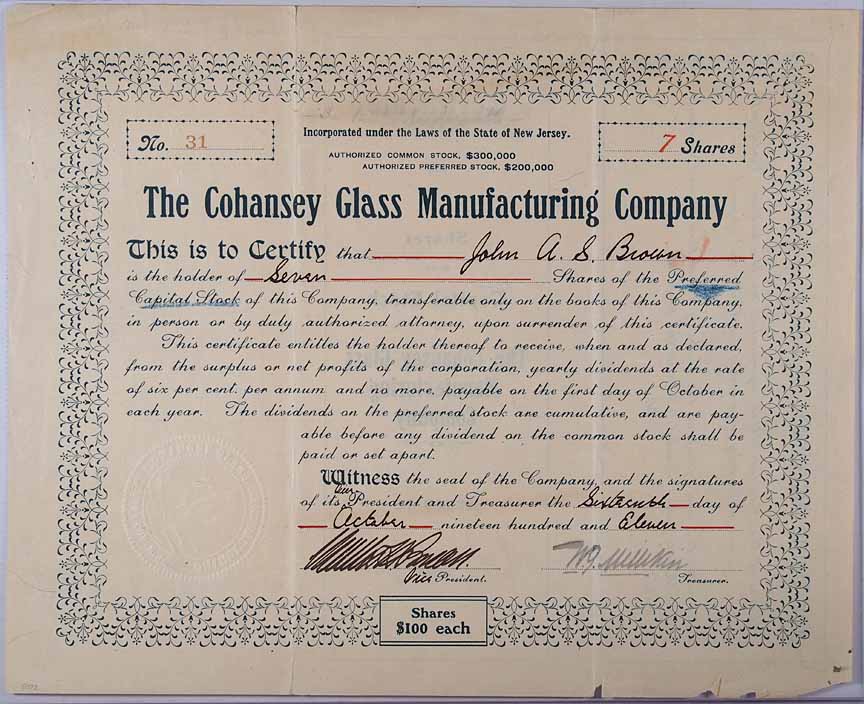 No. 31
Incorporated under the Laws of the State of New Jersey.
7 Shares
AUTHORIZED COMMON STOCK, $300,000
AUTHORIZED PREFERRED STOCK, $200,000
The Cohansey Glass Manufacturing Company
This is to Certify that John A. S. Brown
is the holder of Seven Shares of the Preferred
Capital Stock of this Company, transferable only on the books of this Company,
in person or by duly authorized attorney, upon surrender of this certificate.
This certificate entitles the holder thereof to receive, when and as declared,
from the surplus or net profits of the corporation, yearly dividends at the rate
of six per cent. per annum and no more, payable on the first day of October in
each year. The dividends on the preferred stock are cumulative, and are pay-
able before any dividend on the common stock shall be
paid or set apart.
Witness the seal of the Company, and the signatures
of its Vice President and Treasurer the Sixteenth day of
October nineteen hundred and Eleven
Vice President.
Treasurer.
Shares
$100 each